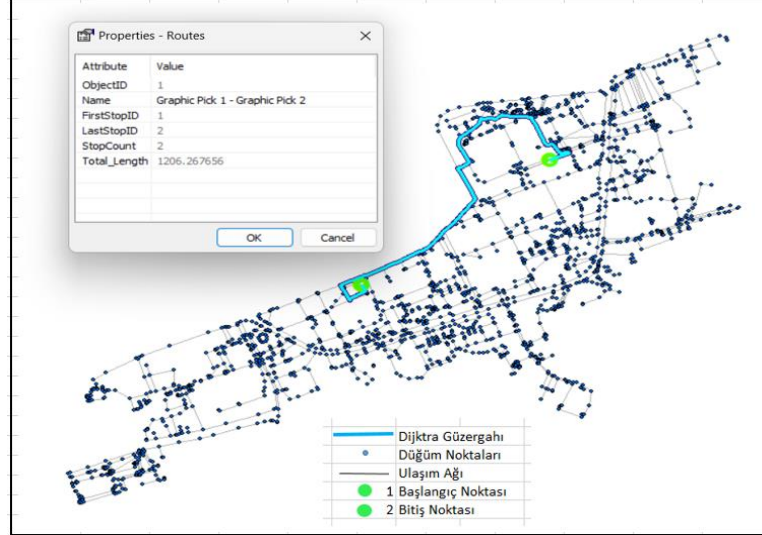 Properties - Routes
Attribute Value
ObjectID 1
Name Graphic Pick 1 - Graphic Pick 2
FirstStopID 1
LastStopID 2
StopCount 2
Total_Length 1206.267656
OK Cancel
Dijktra Güzergahı
Düğüm Noktaları
Ulaşım Ağı
1 Başlangıç Noktası
2 Bitiş Noktası